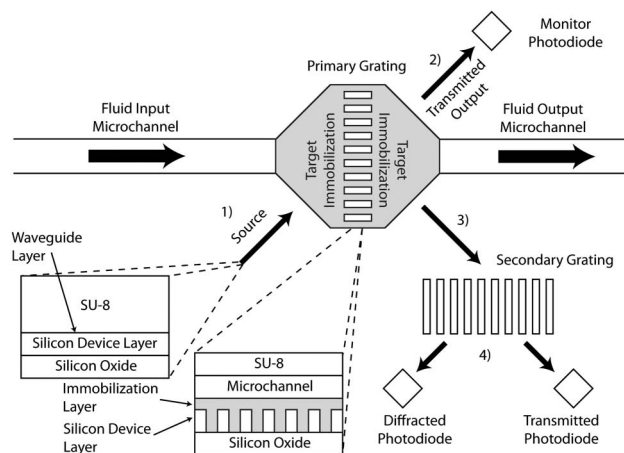 Monitor
Photodiode
2)
Transmitted
Output
Primary Grating
Fluid Input
Microchannel
Target
Immobilization
Target
Immobilization
Fluid Output
Microchannel
1)
Source
3)
Waveguide
Layer
SU-8
Silicon Device Layer
Silicon Oxide
Secondary Grating
4)
SU-8
Microchannel
Immobilization
Layer
Silicon Device
Layer
Silicon Oxide
Diffracted
Photodiode
Transmitted
Photodiode